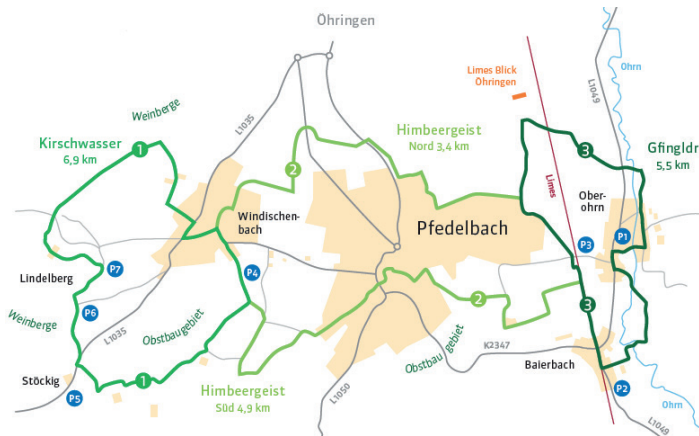 Öhringen
Limes Blick
Öhringen
Ohrn
L1049
Weinberge
L1035
Kirschwasser
6,9 km
1
2
Himbeergeist
Nord 3,4 km
3
Gfingldr
5,5 km
Limes
Ober-
ohrn
Windischen-
bach
Pfedelbach
P1
P3
Lindelberg
P7
P4
2
3
P6
Weinberge
L1035
Obstbaugebiet
Obstbaugebiet
K2347
Baierbach
Stöckig
1
P5
Himbeergeist
Süd 4,9 km
L1050
P2
Ohrn
L1049